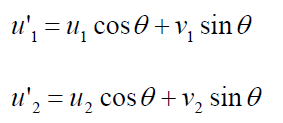 u'₁ = u₁ cos θ + v₁ sin θ
u'₂ = u₂ cos θ + v₂ sin θ